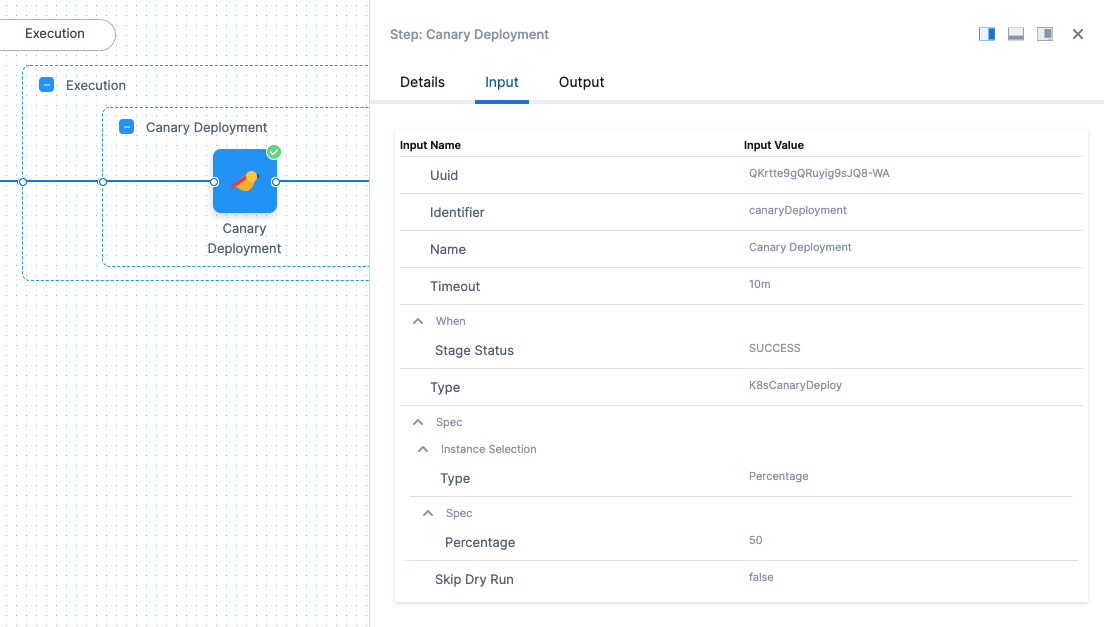 Execution
Execution
Canary Deployment
Canary
Deployment
Step: Canary Deployment
Details Input Output
Input Name Input Value
Uuid QKrtte9gQRuyig9sJQ8-WA
Identifier canaryDeployment
Name Canary Deployment
Timeout 10m
When
Stage Status SUCCESS
Type K8sCanaryDeploy
Spec
Instance Selection
Type Percentage
Spec
Percentage 50
Skip Dry Run false